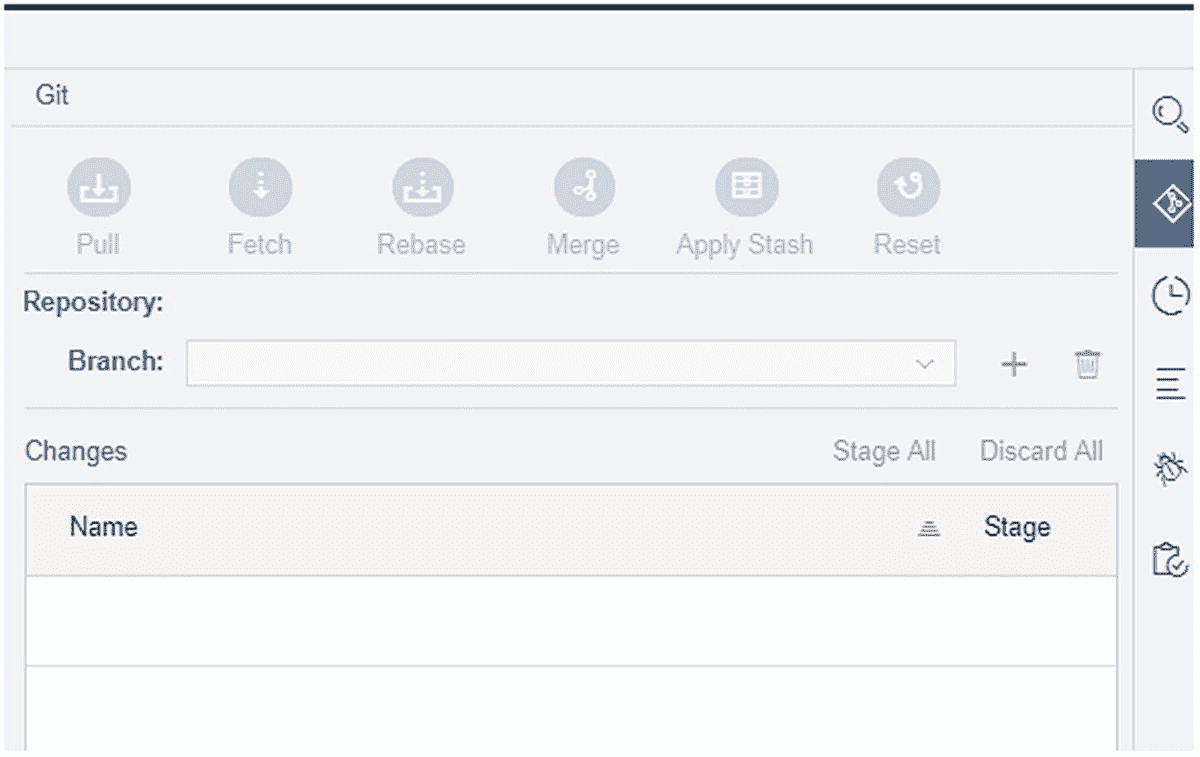 Git
Pull Fetch Rebase Merge Apply Stash Reset
Repository:
Branch:
Changes Stage All Discard All
Name Stage